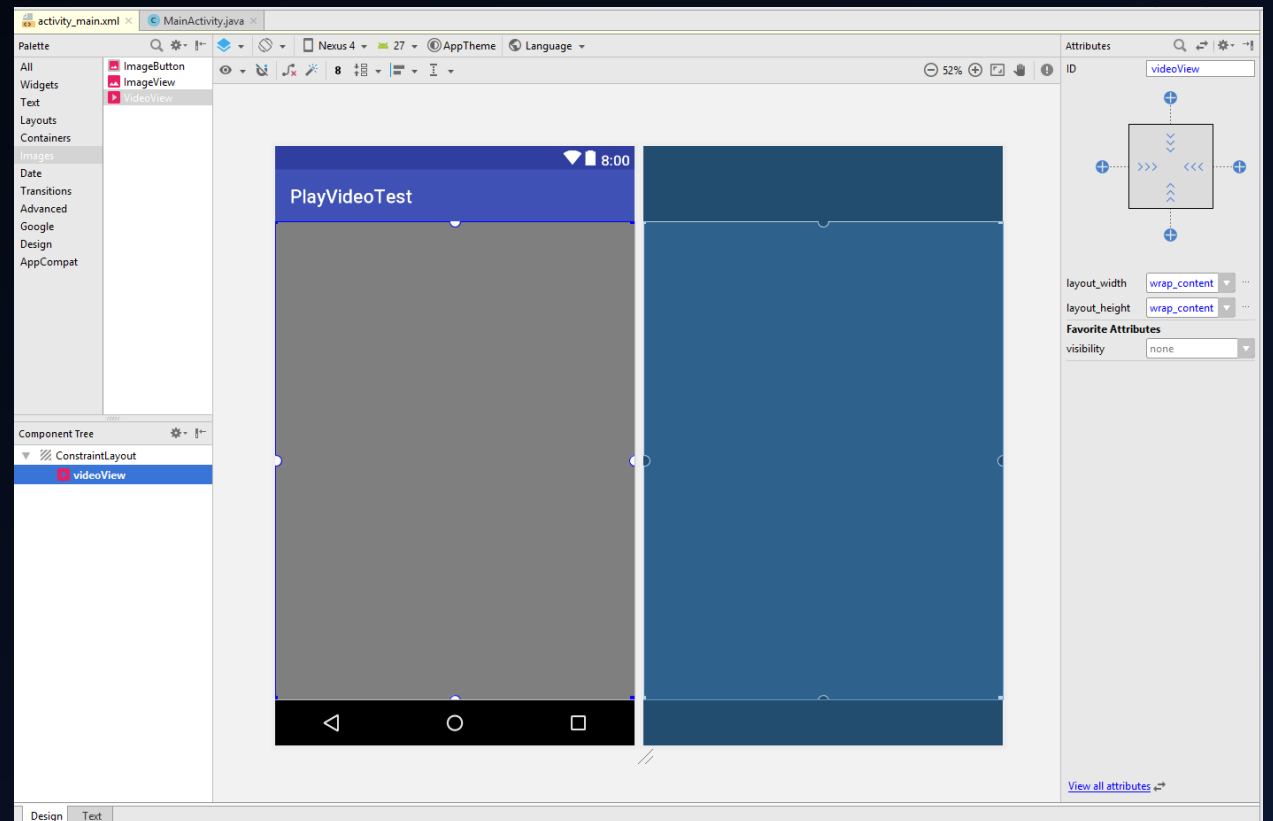 activity_main.xml MainActivity.java
Palette
Nexus 4 27 AppTheme Language
Attributes
All
Widgets
Text
Layouts
Containers
Images
Date
Transitions
Advanced
Google
Design
AppCompat
ImageButton
ImageView
VideoView
8
52%
ID videoView
8:00
PlayVideoTest
layout_width wrap_content
layout_height wrap_content
Favorite Attributes
visibility none
Component Tree
ConstraintLayout
videoView
View all attributes
Design Text